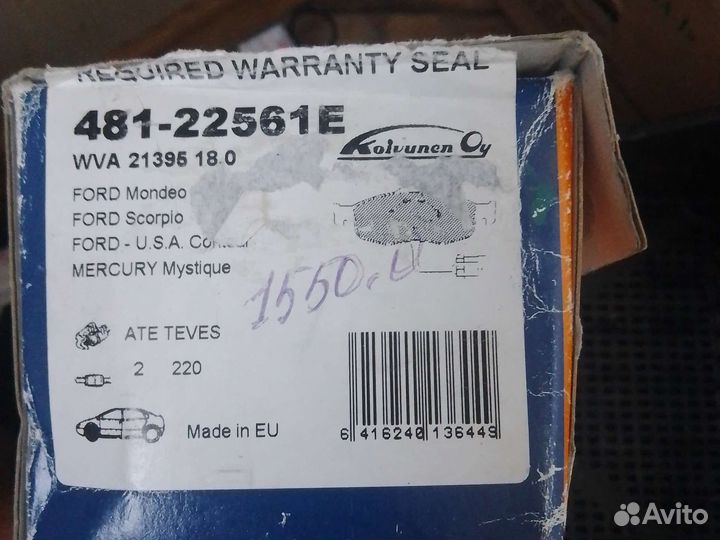 REQUIRED WARRANTY SEAL
481-22561E
Koivunen Oy
WVA 21395 18.0
FORD Mondeo
FORD Scorpio
FORD - U.S.A. Contour
MERCURY Mystique
1550.
ATE TEVES
2 220
Made in EU
6 416240 136449
Avito